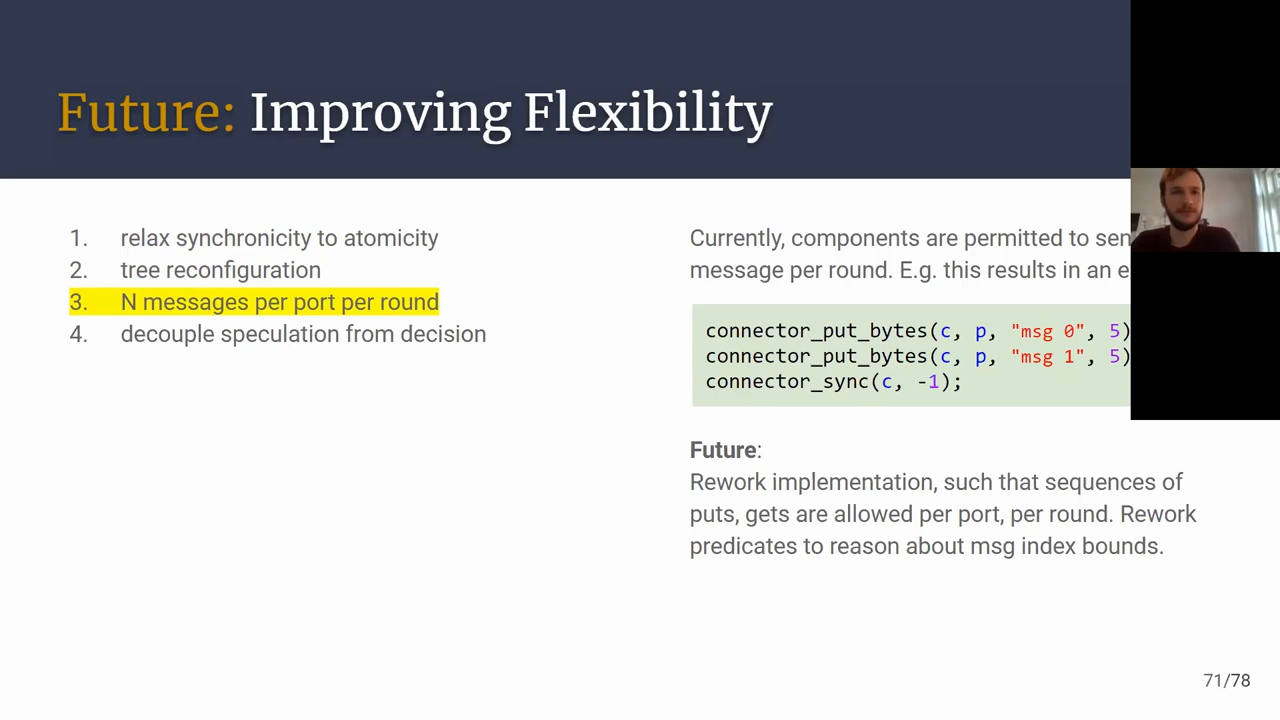 Future: Improving Flexibility
1. relax synchronicity to atomicity
2. tree reconfiguration
3. N messages per port per round
4. decouple speculation from decision
Currently, components are permitted to
message per round. E.g. this results in an
connector_put_bytes(c, p, "msg 0", 5)
connector_put_bytes(c, p, "msg 1", 5)
connector_sync(c, -1);
Future:
Rework implementation, such that sequences of
puts, gets are allowed per port, per round. Rework
predicates to reason about msg index bounds.
71/78